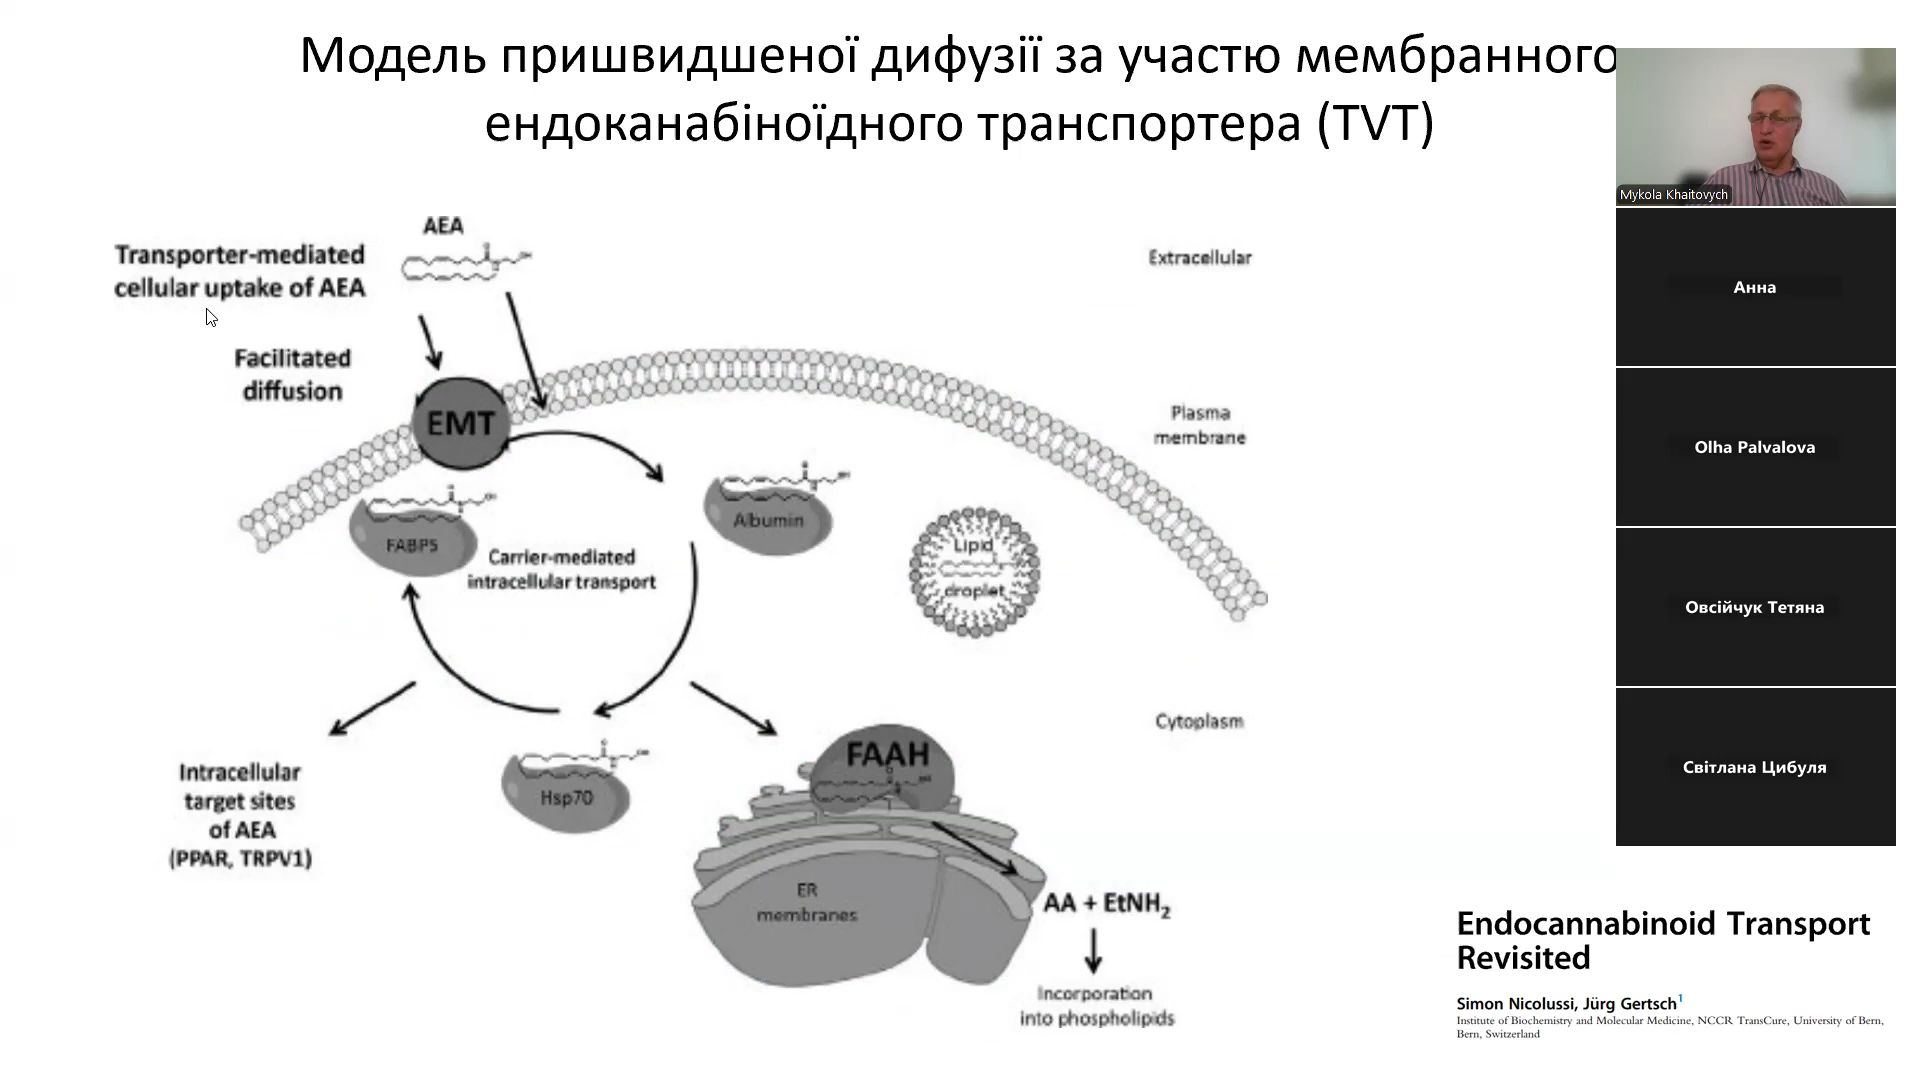 Модель пришвидшеної дифузії за участю мембранного
ендоканабіноїдного транспортера (TVT)
Mykola Khaitovych
Анна
Olha Palvalova
Овсійчук Тетяна
Світлана Цибуля
AEA
Transporter-mediated
cellular uptake of AEA
Extracellular
Facilitated
diffusion
EMT
Plasma
membrane
Albumin
FABP5
Carrier-mediated
intracellular transport
Lipid
droplet
Cytoplasm
FAAH
Intracellular
target sites
of AEA
(PPAR, TRPV1)
Hsp70
ER
membranes
AA + EtNH₂
Incorporation
into phospholipids
Endocannabinoid Transport
Revisited
Simon Nicolussi, Jürg Gertsch¹
Institute of Biochemistry and Molecular Medicine, NCCR TransCure, University of Bern,
Bern, Switzerland